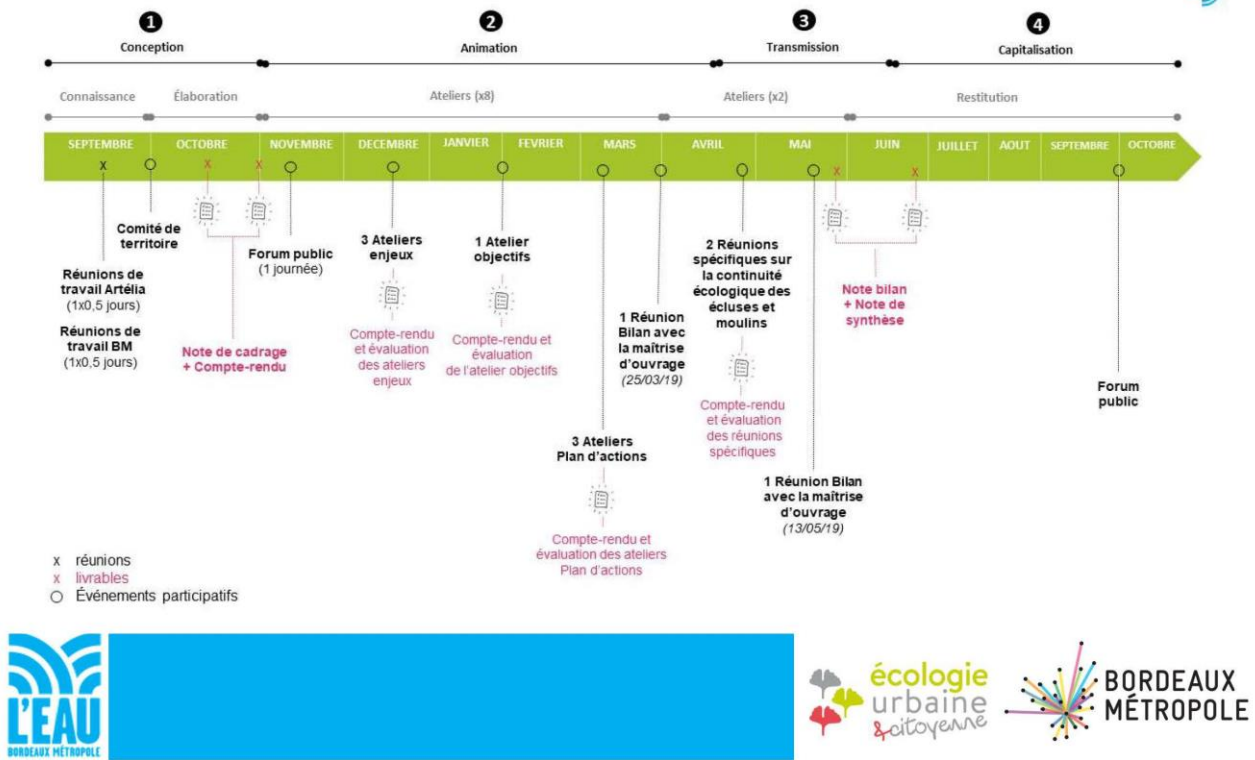 1 2 3 4
Conception Animation Transmission Capitalisation
Connaissance Élaboration Ateliers (x8) Ateliers (x2) Restitution
SEPTEMBRE OCTOBRE NOVEMBRE DECEMBRE JANVIER FEVRIER MARS AVRIL MAI JUIN JUILLET AOUT SEPTEMBRE OCTOBRE
x x x x x
Réunions de
travail Artélia
(1x0,5 jours)
Réunions de
travail BM
(1x0,5 jours)
Comité de
territoire
Note de cadrage
+ Compte-rendu
Forum public
(1 journée)
3 Ateliers
enjeux
Compte-rendu
et évaluation
des ateliers
enjeux
1 Atelier
objectifs
Compte-rendu et
évaluation
de l'atelier objectifs
3 Ateliers
Plan d'actions
Compte-rendu et
évaluation des ateliers
Plan d'actions
1 Réunion
Bilan avec
la maîtrise
d'ouvrage
(25/03/19)
2 Réunions
spécifiques sur
la continuité
écologique des
écluses et
moulins
Compte-rendu
et évaluation
des réunions
spécifiques
1 Réunion Bilan
avec la maîtrise
d'ouvrage
(13/05/19)
Note bilan
+ Note de
synthèse
Forum
public
x réunions
x livrables
Événements participatifs
L'EAU
BORDEAUX MÉTROPOLE
écologie
urbaine
&citoyenne
BORDEAUX
MÉTROPOLE